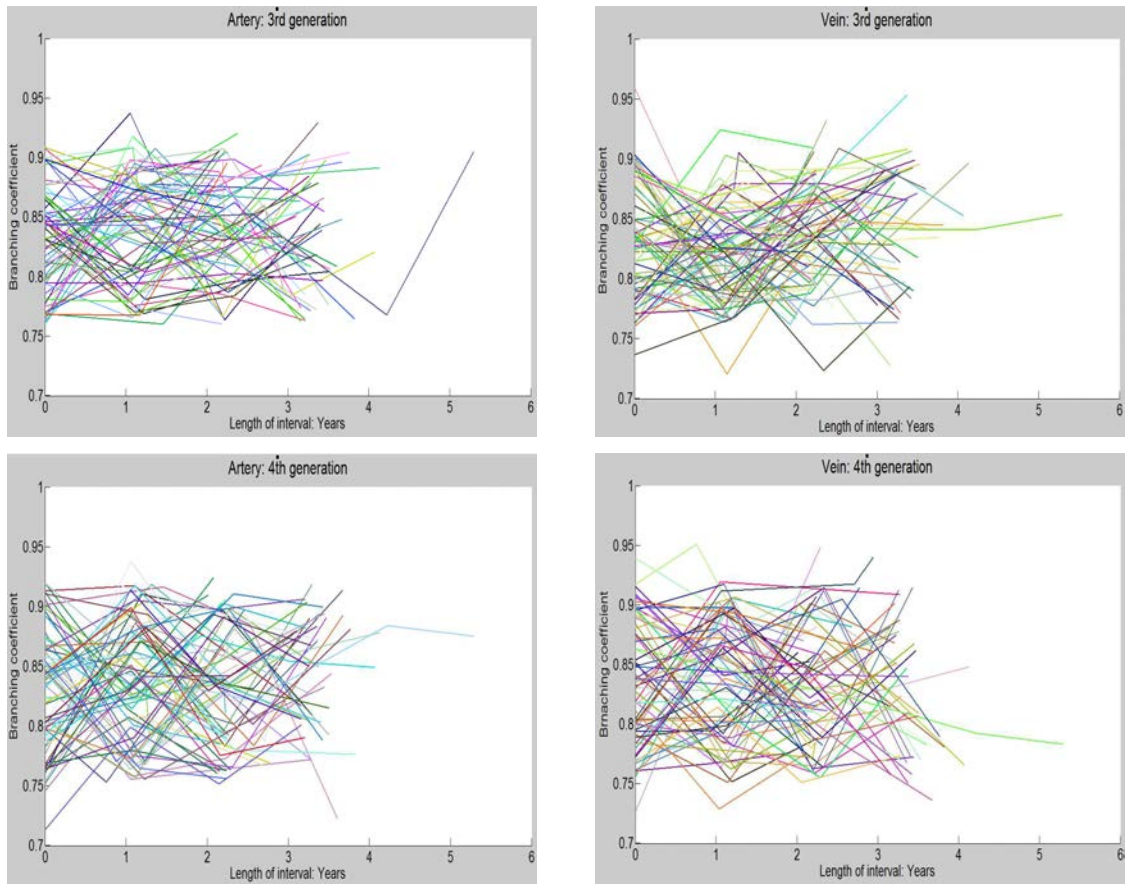 Artery: 3rd generation
1
0.95
0.9
0.85
0.8
0.75
0.7
Branching coefficient
0 1 2 3 4 5 6
Length of interval: Years
Vein: 3rd generation
1
0.95
0.9
0.85
0.8
0.75
0.7
Branching coefficient
0 1 2 3 4 5 6
Length of interval: Years
Artery: 4th generation
1
0.95
0.9
0.85
0.8
0.75
0.7
Branching coefficient
0 1 2 3 4 5 6
Length of interval: Years
Vein: 4th generation
1
0.95
0.9
0.85
0.8
0.75
0.7
Brnaching coefficient
0 1 2 3 4 5 6
Length of interval: Years